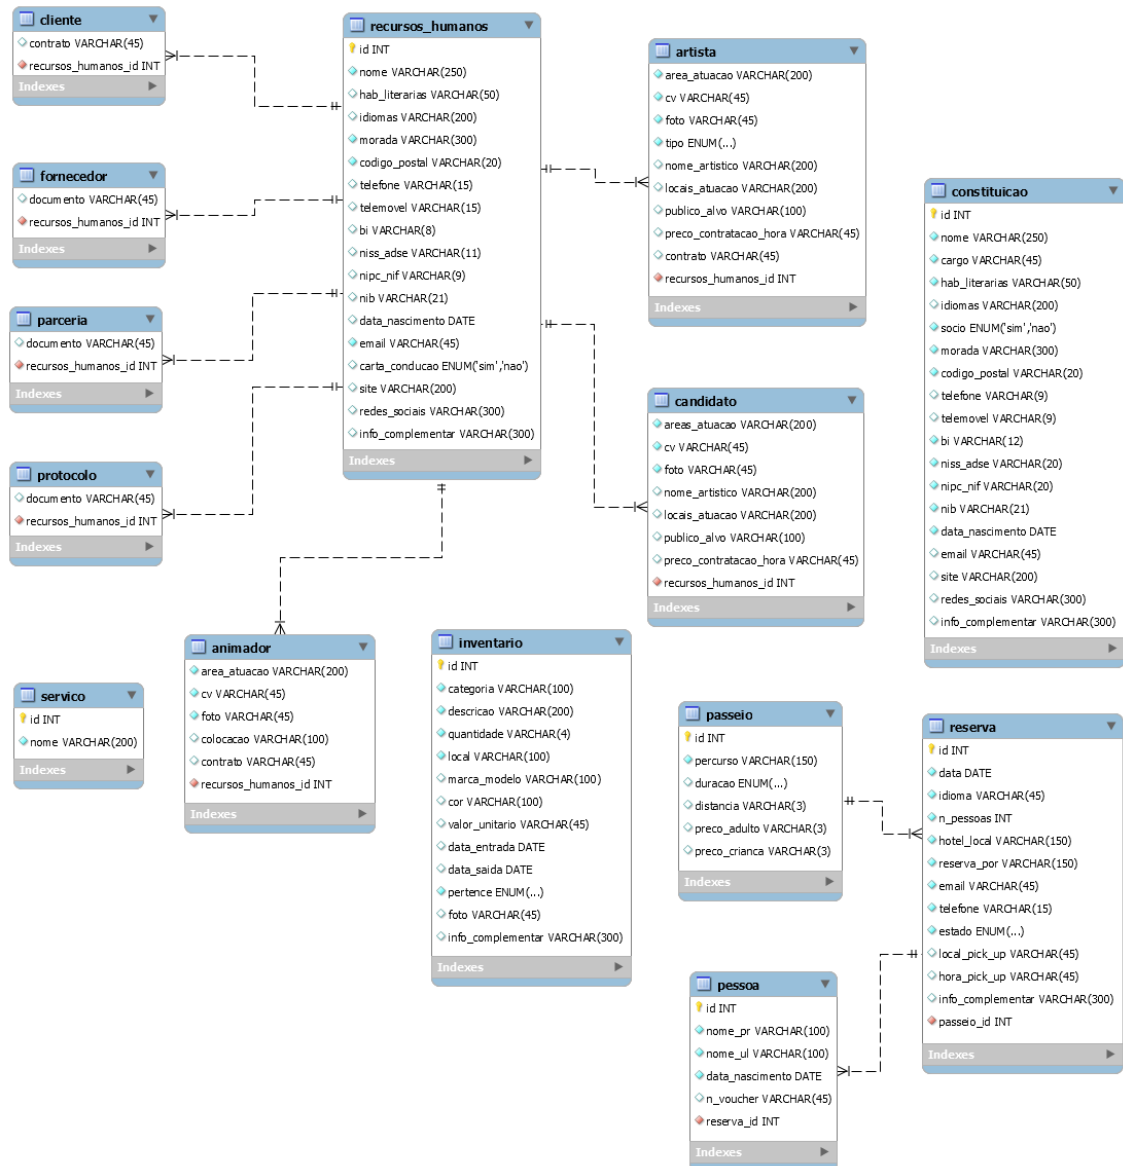 cliente
contrato VARCHAR(45)
recursos_humanos_id INT
Indexes
fornecedor
documento VARCHAR(45)
recursos_humanos_id INT
Indexes
parceria
documento VARCHAR(45)
recursos_humanos_id INT
Indexes
protocolo
documento VARCHAR(45)
recursos_humanos_id INT
Indexes
recursos_humanos
id INT
nome VARCHAR(250)
hab_literarias VARCHAR(50)
idiomas VARCHAR(200)
morada VARCHAR(300)
codigo_postal VARCHAR(20)
telefone VARCHAR(15)
telemovel VARCHAR(15)
bi VARCHAR(8)
niss_adse VARCHAR(11)
nipc_nif VARCHAR(9)
nib VARCHAR(21)
data_nascimento DATE
email VARCHAR(45)
carta_conducao ENUM('sim','nao')
site VARCHAR(200)
redes_sociais VARCHAR(300)
info_complementar VARCHAR(300)
Indexes
artista
area_atuacao VARCHAR(200)
cv VARCHAR(45)
foto VARCHAR(45)
tipo ENUM(...)
nome_artistico VARCHAR(200)
locais_atuacao VARCHAR(200)
publico_alvo VARCHAR(100)
preco_contratacao_hora VARCHAR(45)
contrato VARCHAR(45)
recursos_humanos_id INT
Indexes
candidato
areas_atuacao VARCHAR(200)
cv VARCHAR(45)
foto VARCHAR(45)
nome_artistico VARCHAR(200)
locais_atuacao VARCHAR(200)
publico_alvo VARCHAR(100)
preco_contratacao_hora VARCHAR(45)
recursos_humanos_id INT
Indexes
constituicao
id INT
nome VARCHAR(250)
cargo VARCHAR(45)
hab_literarias VARCHAR(50)
idiomas VARCHAR(200)
socio ENUM('sim','nao')
morada VARCHAR(300)
codigo_postal VARCHAR(20)
telefone VARCHAR(9)
telemovel VARCHAR(9)
bi VARCHAR(12)
niss_adse VARCHAR(20)
nipc_nif VARCHAR(20)
nib VARCHAR(21)
data_nascimento DATE
email VARCHAR(45)
site VARCHAR(200)
redes_sociais VARCHAR(300)
info_complementar VARCHAR(300)
Indexes
servico
id INT
nome VARCHAR(200)
Indexes
animador
area_atuacao VARCHAR(200)
cv VARCHAR(45)
foto VARCHAR(45)
colocacao VARCHAR(100)
contrato VARCHAR(45)
recursos_humanos_id INT
Indexes
inventario
id INT
categoria VARCHAR(100)
descricao VARCHAR(200)
quantidade VARCHAR(4)
local VARCHAR(100)
marca_modelo VARCHAR(100)
cor VARCHAR(100)
valor_unitario VARCHAR(45)
data_entrada DATE
data_saida DATE
pertence ENUM(...)
foto VARCHAR(45)
info_complementar VARCHAR(300)
Indexes
passeio
id INT
percurso VARCHAR(150)
duracao ENUM(...)
distancia VARCHAR(3)
preco_adulto VARCHAR(3)
preco_crianca VARCHAR(3)
Indexes
reserva
id INT
data DATE
idioma VARCHAR(45)
n_pessoas INT
hotel_local VARCHAR(150)
reserva_por VARCHAR(150)
email VARCHAR(45)
telefone VARCHAR(15)
estado ENUM(...)
local_pick_up VARCHAR(45)
hora_pick_up VARCHAR(45)
info_complementar VARCHAR(300)
passeio_id INT
Indexes
pessoa
id INT
nome_pr VARCHAR(100)
nome_ul VARCHAR(100)
data_nascimento DATE
n_voucher VARCHAR(45)
reserva_id INT
Indexes